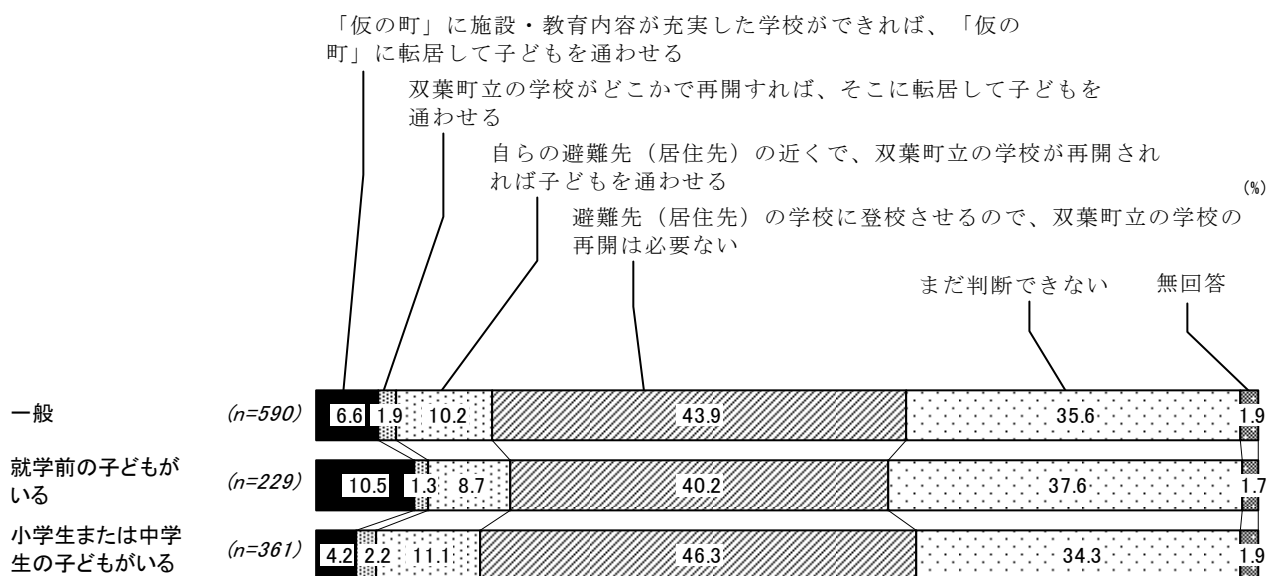 「仮の町」に施設・教育内容が充実した学校ができれば、「仮の
町」に転居して子どもを通わせる
双葉町立の学校がどこかで再開すれば、そこに転居して子どもを
通わせる
自らの避難先（居住先）の近くで、双葉町立の学校が再開され
れば子どもを通わせる
(%)
避難先（居住先）の学校に登校させるので、双葉町立の学校の
再開は必要ない
まだ判断できない 無回答
一般 (n=590) 6.6 1.9 10.2 43.9 35.6 1.9
就学前の子どもが
いる
(n=229) 10.5 1.3 8.7 40.2 37.6 1.7
小学生または中学
生の子どもがいる
(n=361) 4.2 2.2 11.1 46.3 34.3 1.9